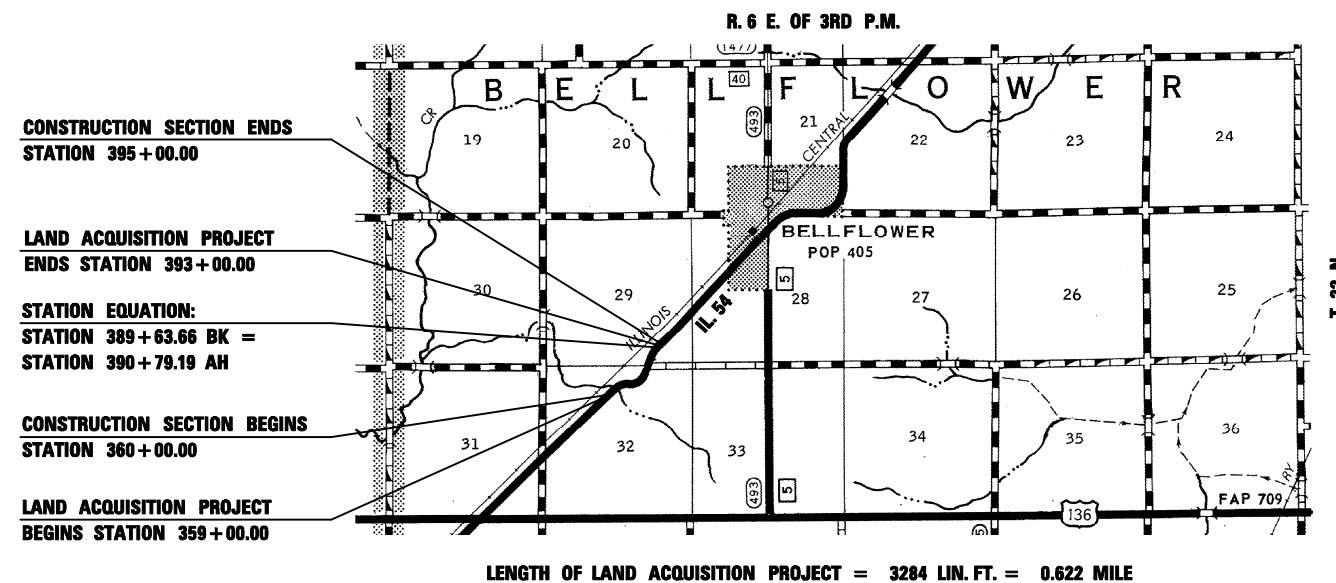 R. 6 E. OF 3RD P.M.
CONSTRUCTION SECTION ENDS
STATION 395+00.00
LAND ACQUISITION PROJECT
ENDS STATION 393+00.00
STATION EQUATION:
STATION 389+63.66 BK =
STATION 390+79.19 AH
CONSTRUCTION SECTION BEGINS
STATION 360+00.00
LAND ACQUISITION PROJECT
BEGINS STATION 359+00.00
1477
40
BELLFLOWER
CR
19
20
493
21
CENTRAL
22
23
24
5
BELLFLOWER
POP 405
30
29
ILLINOIS
IL. 54
5
28
27
26
25
31
32
33
34
35
36
493
5
136
FAP 709
RY
LENGTH OF LAND ACQUISITION PROJECT = 3284 LIN. FT. = 0.622 MILE